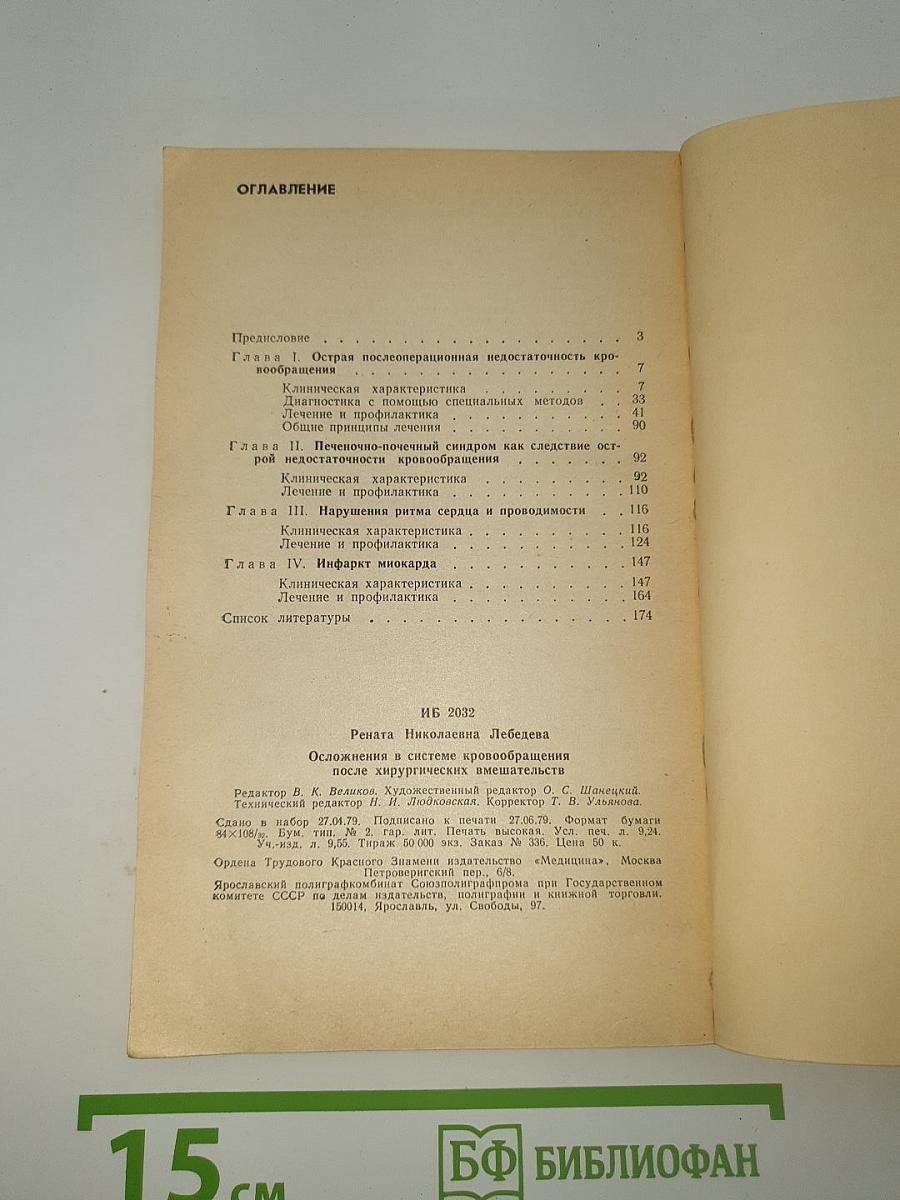 ОГЛАВЛЕНИЕ
Предисловие . . . . . . . . . . . . . . . . . . . 3
Глава I. Острая послеоперационная недостаточность кро-
вообращения . . . . . . . . . . . . . . . . . 7
Клиническая характеристика . . . . . . . . . 7
Диагностика с помощью специальных методов . . 33
Лечение и профилактика . . . . . . . . . . . 41
Общие принципы лечения . . . . . . . . . . . 90
Глава II. Печеночно-почечный синдром как следствие ост-
рой недостаточности кровообращения . . . . . . . 92
Клиническая характеристика . . . . . . . . . 92
Лечение и профилактика . . . . . . . . . . . 110
Глава III. Нарушения ритма сердца и проводимости . . 116
Клиническая характеристика . . . . . . . . . . 116
Лечение и профилактика . . . . . . . . . . . 124
Глава IV. Инфаркт миокарда . . . . . . . . . . . 147
Клиническая характеристика . . . . . . . . . . 147
Лечение и профилактика . . . . . . . . . . . 164
Список литературы . . . . . . . . . . . . . . . . 174
ИБ 2032
Рената Николаевна Лебедева
Осложнения в системе кровообращения
после хирургических вмешательств
Редактор В. К. Великов. Художественный редактор О. С. Шанецкий.
Технический редактор Н. И. Людковская. Корректор Т. В. Ульянова.
Сдано в набор 27.04.79. Подписано к печати 27.06.79. Формат бумаги
84×108/32. Бум. тип. № 2. гар. лит. Печать высокая. Усл. печ. л. 9,24.
Уч.-изд. л. 9,55. Тираж 50 000 экз. Заказ № 336. Цена 50 к.
Ордена Трудового Красного Знамени издательство «Медицина», Москва
Петроверигский пер., 6/8.
Ярославский полиграфкомбинат Союзполиграфпрома при Государственном
комитете СССР по делам издательств, полиграфии и книжной торговли.
150014, Ярославль, ул. Свободы, 97.
15 см
БФ БИБЛИОФАН